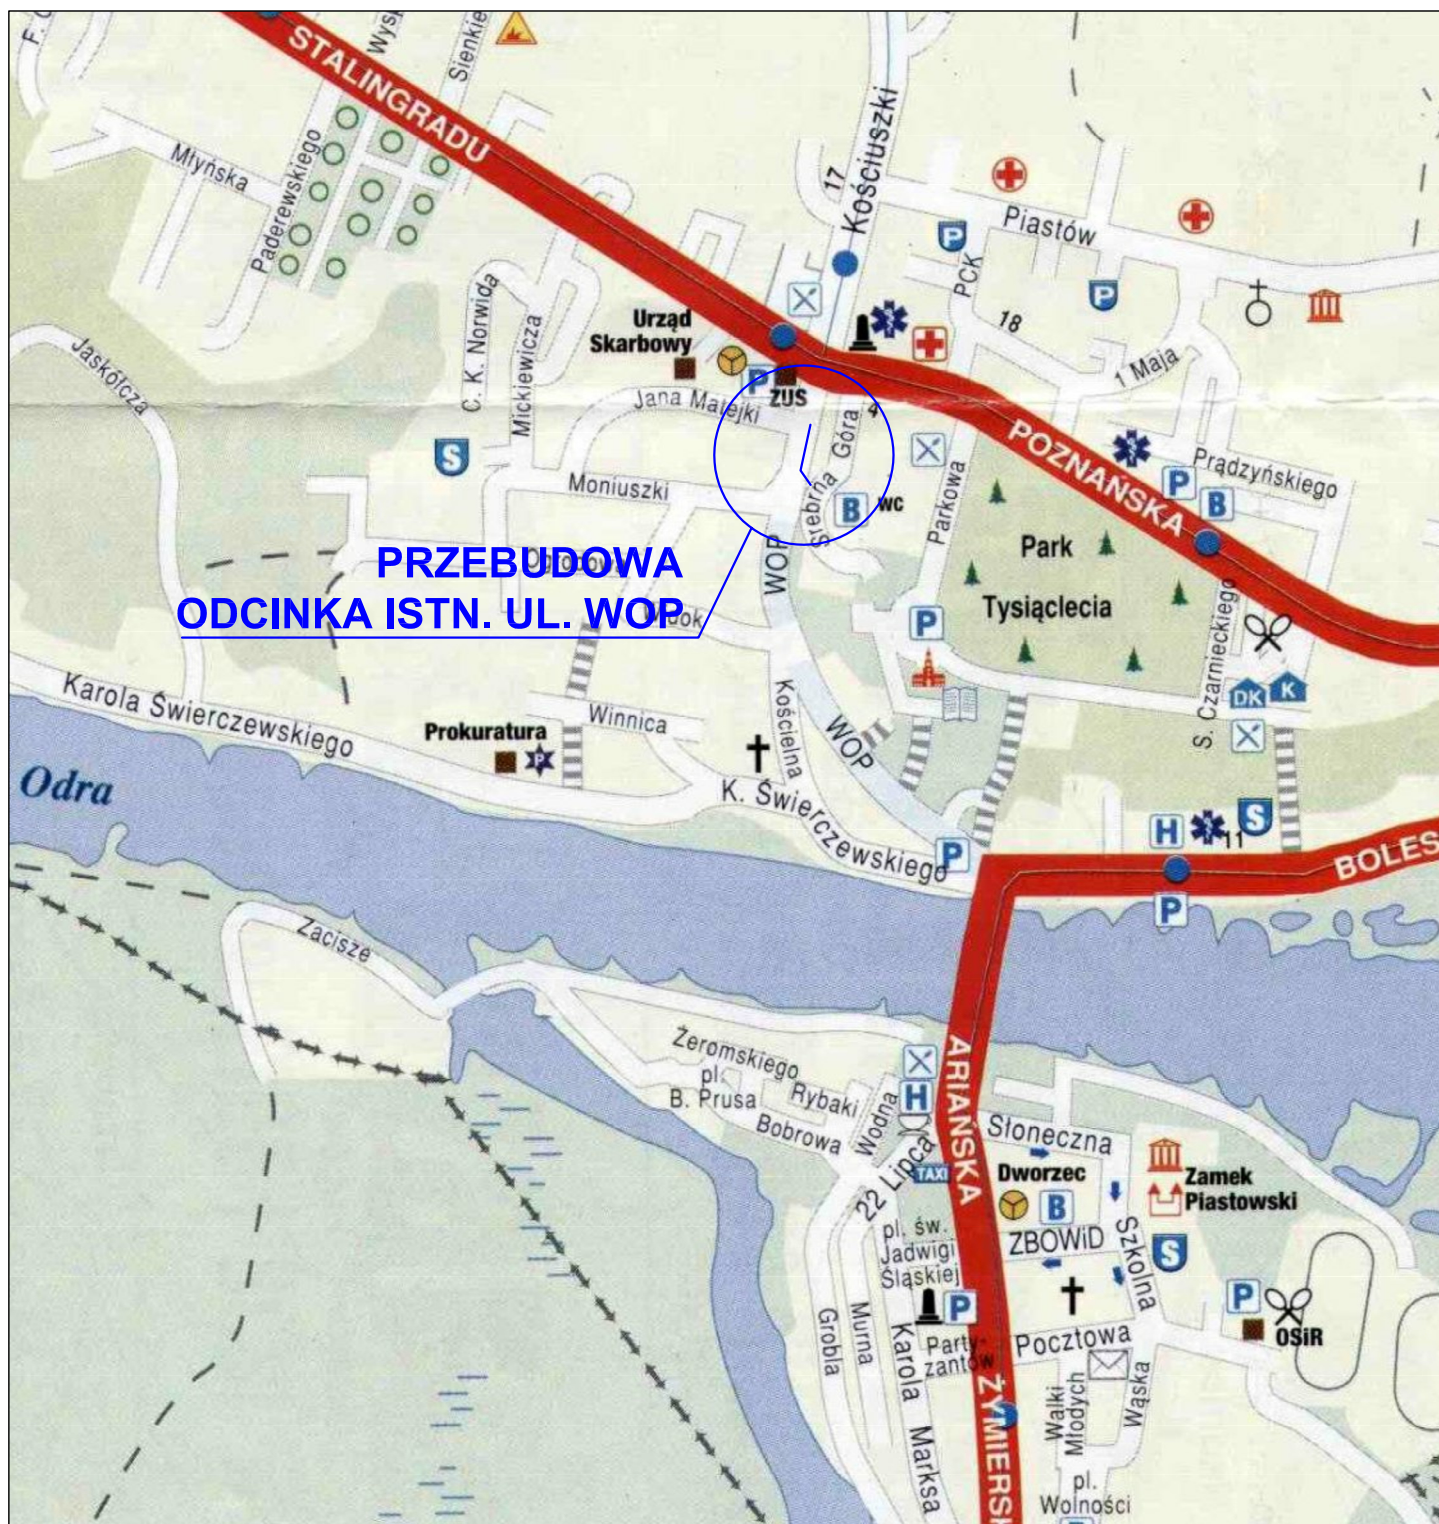 F.
Wysp
Sienkie
STALINGRADU
Kościuszki
17
Młyńska
Paderewskiego
Piastów
P
PCK
P
18
C. K. Norwida
Mickiewicza
Urząd
Skarbowy
P
ZUS
1 Maja
Jaskółcza
Jana Matejki
4
Srebrna Góra
POZNAŃSKA
S
Moniuszki
B
WC
Parkowa
Prądzyńskiego
P
B
Park
Tysiąclecia
WOP
Ogrodowa
PRZEBUDOWA
ODCINKA ISTN. UL. WOP
Widok
P
S. Czarnieckiego
DK
K
Karola Świerczewskiego
Winnica
Kościelna
WOP
Prokuratura
P
Odra
K. Świerczewskiego
P
H
11
S
P
BOLES
Zacisze
ARIAŃSKA
Żeromskiego
pl.
B. Prusa
Rybaki
Bobrowa
Wodna
H
Słoneczna
22 Lipca
TAXI
Dworzec
B
Zamek
Piastowski
pl. św.
Jadwigi
Śląskiej
ZBOWiD
Szkolna
S
P
P
OSiR
Grobla
Murna
Karola Marksa
Party-
zantów
Pocztowa
ŻYMIERSK
Walki
Młodych
Wąska
pl.
Wolności